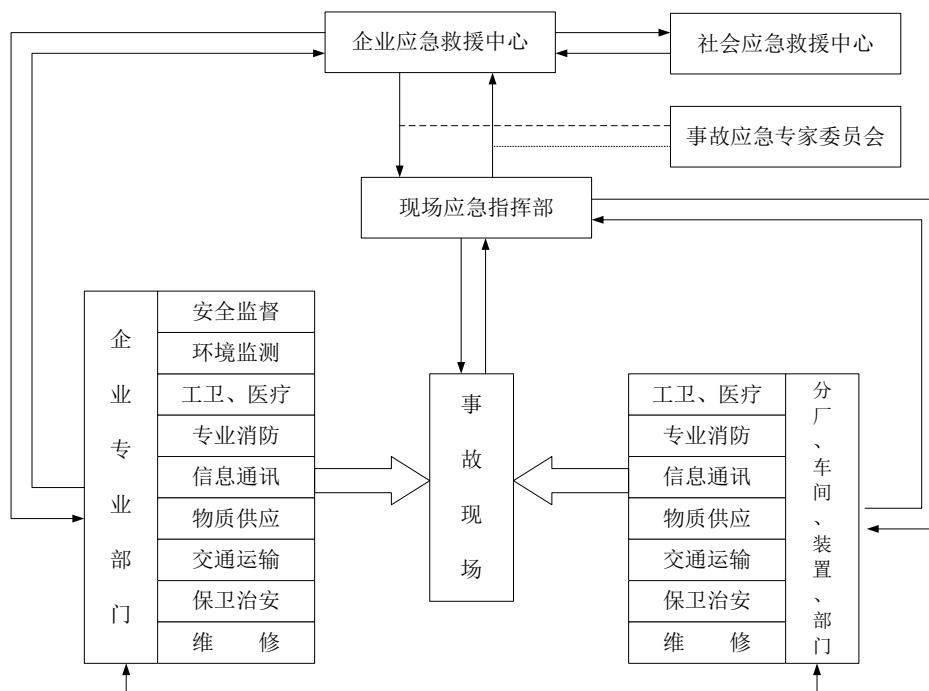 企业应急救援中心
社会应急救援中心
事故应急专家委员会
现场应急指挥部
企业专业部门
安全监督
环境监测
工卫、医疗
专业消防
信息通讯
物质供应
交通运输
保卫治安
维 修
事故现场
工卫、医疗
专业消防
信息通讯
物质供应
交通运输
保卫治安
维 修
分厂、车间、装置、部门